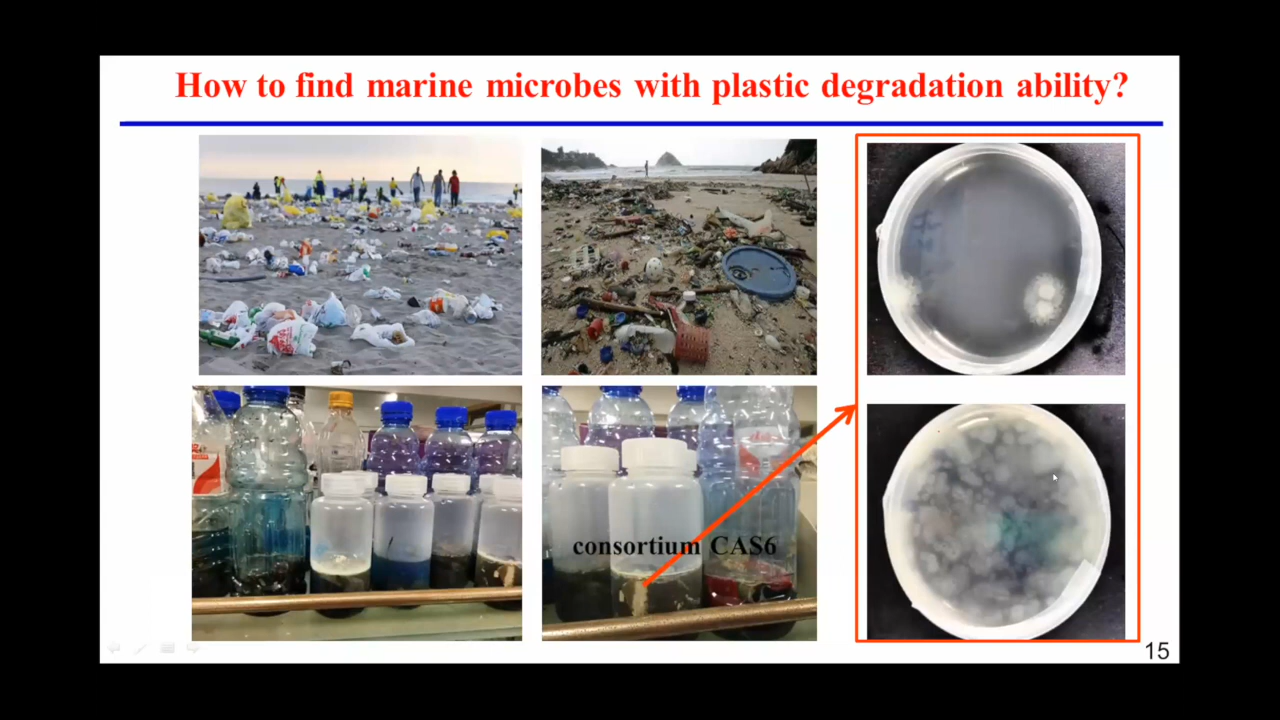 How to find marine microbes with plastic degradation ability?
consortium CAS6
15